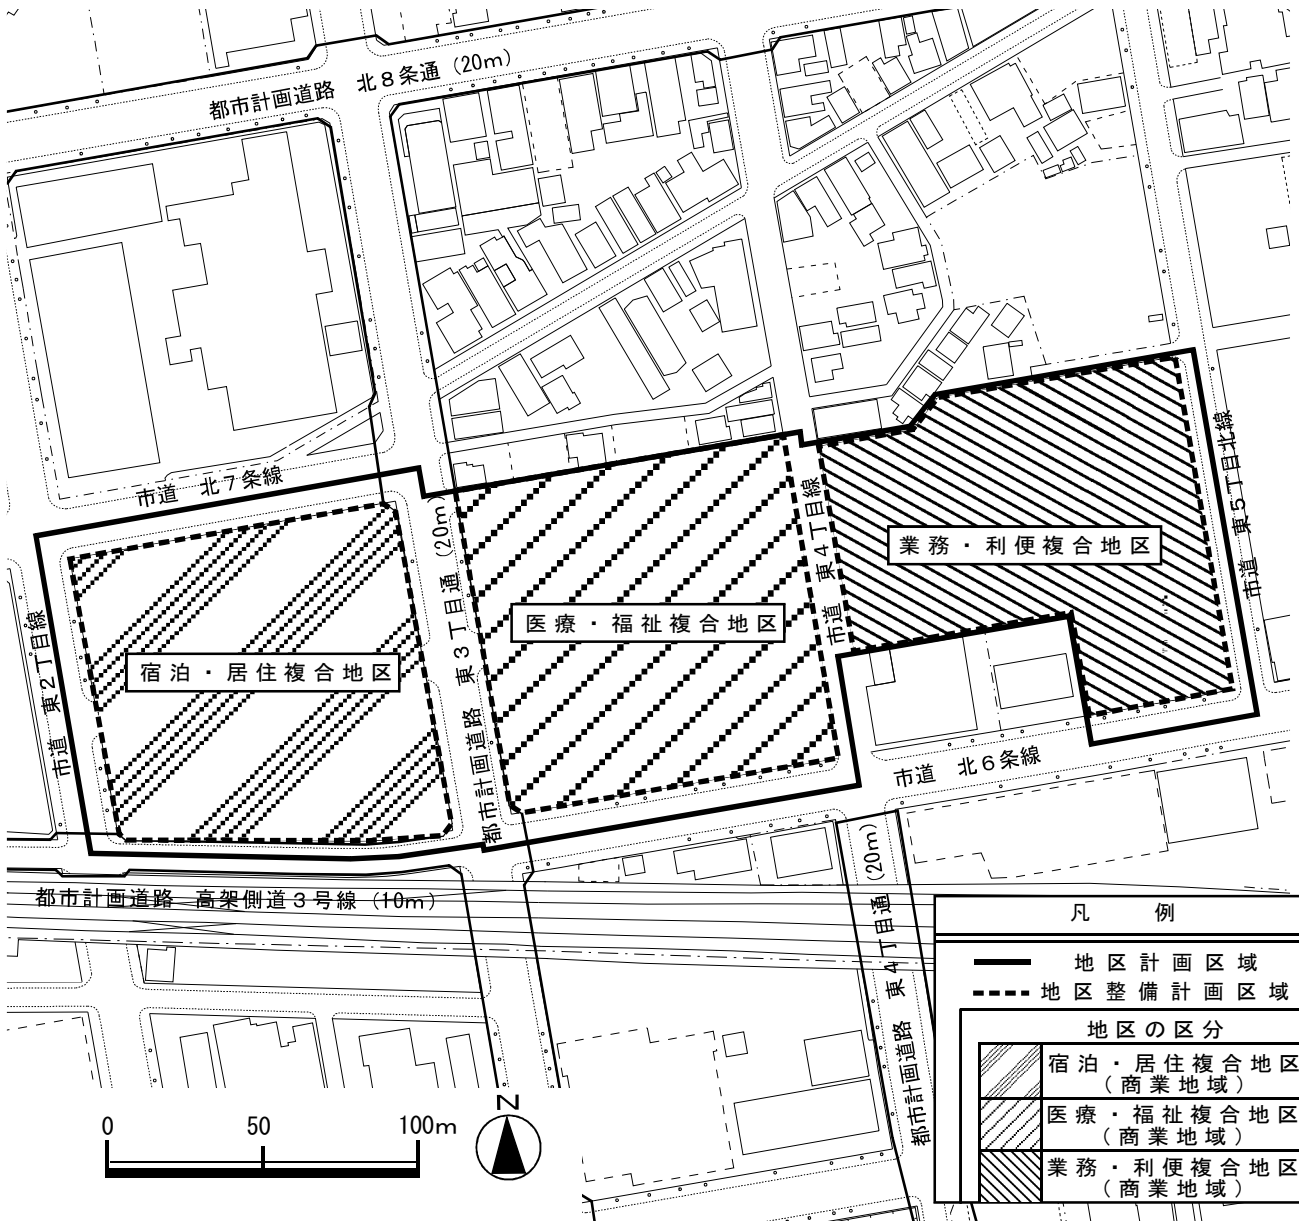 都市計画道路　北８条通（20m）
市道　北７条線
市道　東２丁目線
都市計画道路　東３丁目通（20m）
市道　東４丁目線
市道　東５丁目北線
業務・利便複合地区
医療・福祉複合地区
宿泊・居住複合地区
市道　北６条線
都市計画道路　高架側道３号線（10m）
都市計画道路　東４丁目通（20m）
0　50　100m
N
凡　例
地区計画区域
地区整備計画区域
地区の区分
宿泊・居住複合地区
（商業地域）
医療・福祉複合地区
（商業地域）
業務・利便複合地区
（商業地域）